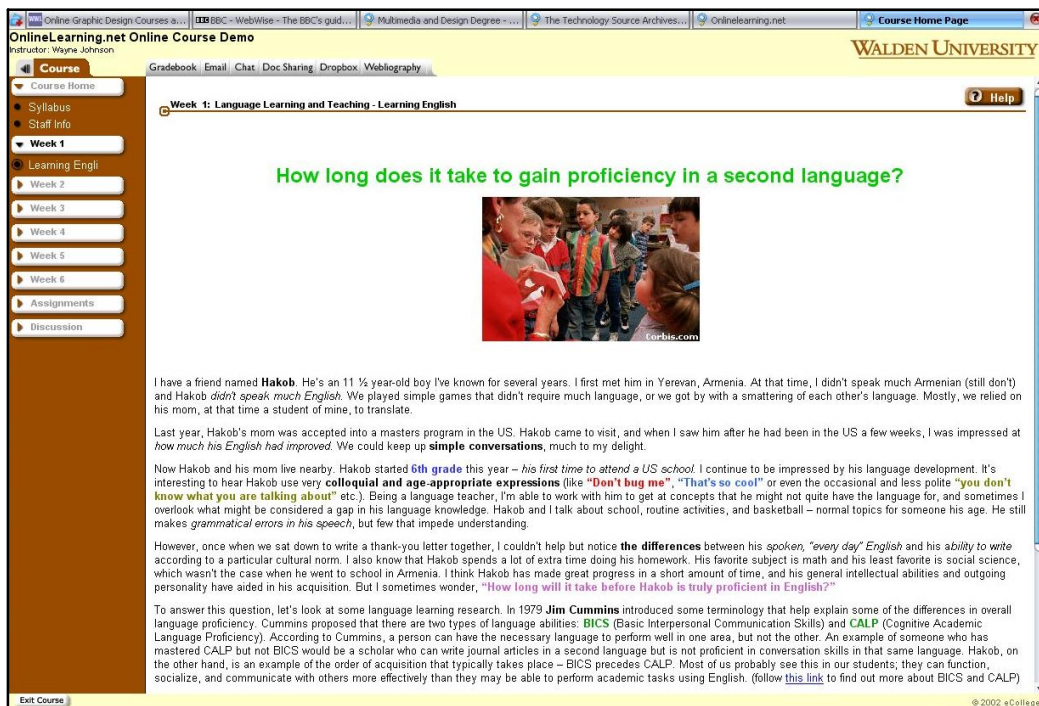 Online Graphic Design Courses a...
BBC - WebWise - The BBC's guid...
Multimedia and Design Degree - ...
The Technology Source Archives...
Onlinelearning.net
Course Home Page
OnlineLearning.net Online Course Demo
Instructor: Wayne Johnson
WALDEN UNIVERSITY
Course
Gradebook Email Chat Doc Sharing Dropbox Webliography
Course Home
Syllabus
Staff Info
Week 1
Learning Engli
Week 2
Week 3
Week 4
Week 5
Week 6
Assignments
Discussion
Week 1: Language Learning and Teaching - Learning English
Help
How long does it take to gain proficiency in a second language?
Corbis.com
I have a friend named Hakob. He's an 11 ½ year-old boy I've known for several years. I first met him in Yerevan, Armenia. At that time, I didn't speak much Armenian (still don't)
and Hakob didn't speak much English. We played simple games that didn't require much language, or we got by with a smattering of each other's language. Mostly, we relied on
his mom, at that time a student of mine, to translate.
Last year, Hakob's mom was accepted into a masters program in the US. Hakob came to visit, and when I saw him after he had been in the US a few weeks, I was impressed at
how much his English had improved. We could keep up simple conversations, much to my delight.
Now Hakob and his mom live nearby. Hakob started 6th grade this year – his first time to attend a US school. I continue to be impressed by his language development. It's
interesting to hear Hakob use very colloquial and age-appropriate expressions (like "Don't bug me", "That's so cool" or even the occasional and less polite "you don't
know what you are talking about" etc.). Being a language teacher, I'm able to work with him to get at concepts that he might not quite have the language for, and sometimes I
overlook what might be considered a gap in his language knowledge. Hakob and I talk about school, routine activities, and basketball – normal topics for someone his age. He still
makes grammatical errors in his speech, but few that impede understanding.
However, once when we sat down to write a thank-you letter together, I couldn't help but notice the differences between his spoken, "every day" English and his ability to write
according to a particular cultural norm. I also know that Hakob spends a lot of extra time doing his homework. His favorite subject is math and his least favorite is social science,
which wasn't the case when he went to school in Armenia. I think Hakob has made great progress in a short amount of time, and his general intellectual abilities and outgoing
personality have aided in his acquisition. But I sometimes wonder, "How long will it take before Hakob is truly proficient in English?"
To answer this question, let's look at some language learning research. In 1979 Jim Cummins introduced some terminology that help explain some of the differences in overall
language proficiency. Cummins proposed that there are two types of language abilities: BICS (Basic Interpersonal Communication Skills) and CALP (Cognitive Academic
Language Proficiency). According to Cummins, a person can have the necessary language to perform well in one area, but not the other. An example of someone who has
mastered CALP but not BICS would be a scholar who can write journal articles in a second language but is not proficient in conversation skills in that same language. Hakob, on
the other hand, is an example of the order of acquisition that typically takes place – BICS precedes CALP. Most of us probably see this in our students; they can function,
socialize, and communicate with others more effectively than they may be able to perform academic tasks using English. (follow this link to find out more about BICS and CALP)
Exit Course
© 2002 eCollege